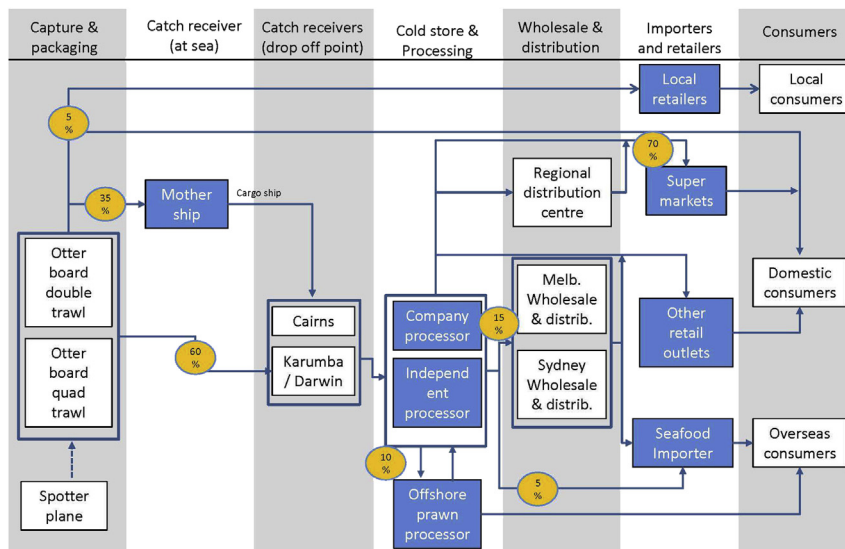 Capture &
packaging
Catch receiver
(at sea)
Catch receivers
(drop off point)
Cold store &
Processing
Wholesale &
distribution
Importers
and retailers
Consumers
Local
retailers
Local
consumers
5
%
70
%
Regional
distribution
centre
Super
markets
35
%
Mother
ship
Cargo ship
Otter
board
double
trawl
Otter
board
quad
trawl
60
%
Cairns
Karumba
/ Darwin
Company
processor
Independ
ent
processor
15
%
Melb.
Wholesale
& distrib.
Sydney
Wholesale
& distrib.
Other
retail
outlets
Domestic
consumers
Seafood
Importer
Overseas
consumers
10
%
5
%
Offshore
prawn
processor
Spotter
plane